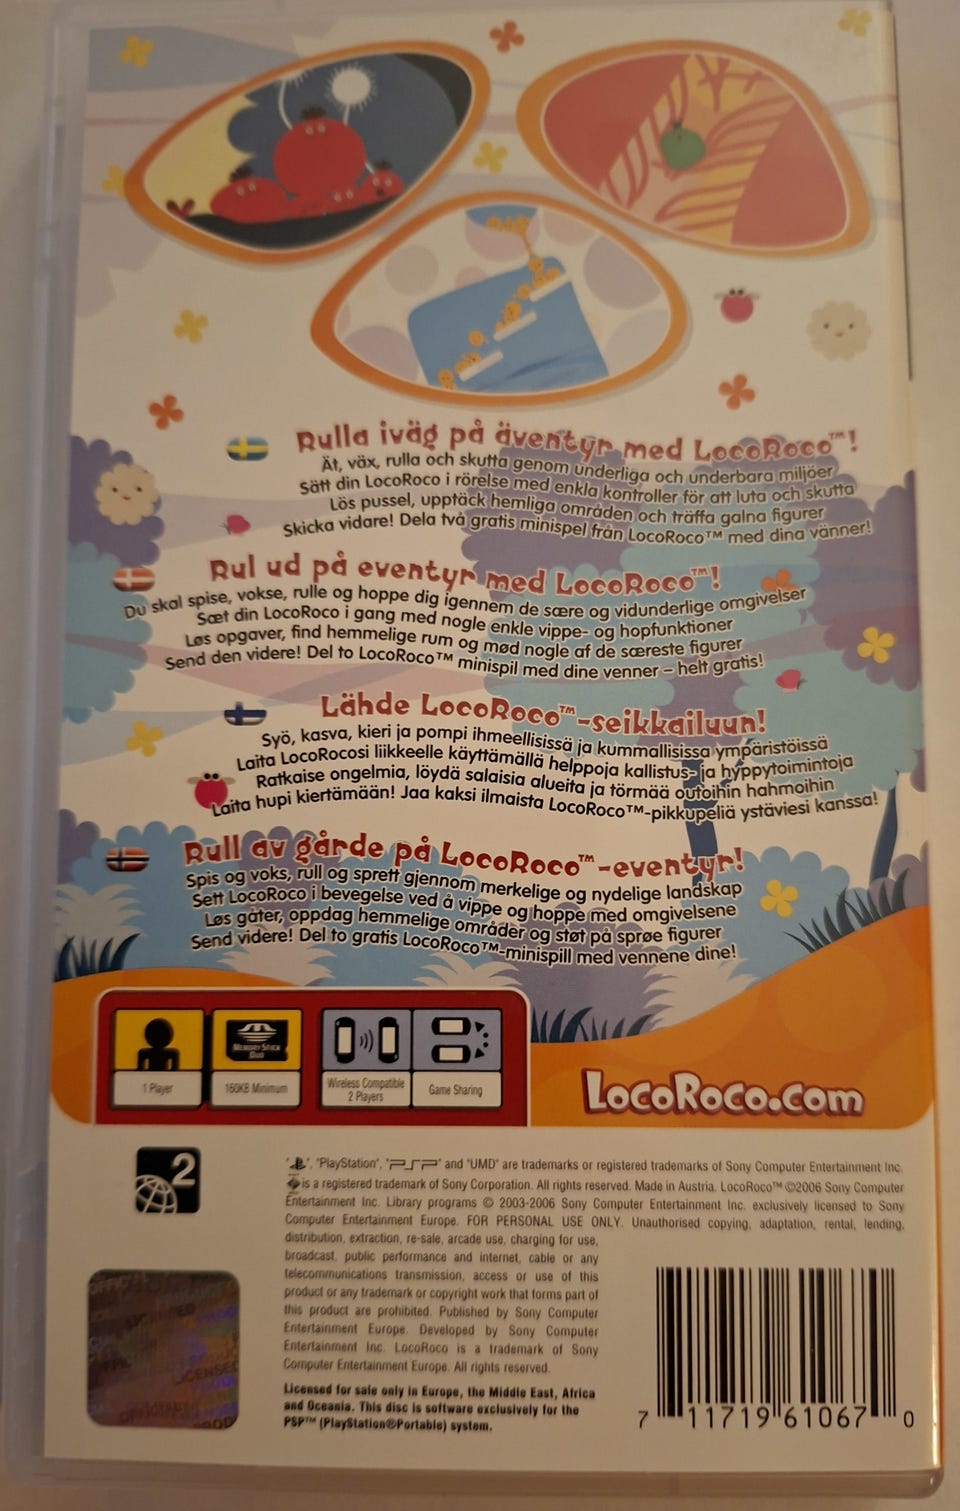 Rulla iväg på äventyr med LocoRoco™!
Ät, väx, rulla och skutta genom underliga och underbara miljöer
Sätt din LocoRoco i rörelse med enkla kontroller för att luta och skutta
Lös pussel, upptäck hemliga områden och träffa galna figurer
Skicka vidare! Dela två gratis minispel från LocoRoco™ med dina vänner!
Rul ud på eventyr med LocoRoco™!
Du skal spise, vokse, rulle og hoppe dig igennem de sære og vidunderlige omgivelser
Sæt din LocoRoco i gang med nogle enkle vippe- og hopfunktioner
Løs opgaver, find hemmelige rum og mød nogle af de særeste figurer
Send den videre! Del to LocoRoco™ minispil med dine venner – helt gratis!
Lähde LocoRoco™-seikkailuun!
Syö, kasva, kieri ja pompi ihmeellisissä ja kummallisissa ympäristöissä
Laita LocoRocosi liikkeelle käyttämällä helppoja kallistus- ja hyppytoimintoja
Ratkaise ongelmia, löydä salaisia alueita ja törmää outoihin hahmoihin
Laita hupi kiertämään! Jaa kaksi ilmaista LocoRoco™-pikkupeliä ystäviesi kanssa!
Rull av gårde på LocoRoco™-eventyr!
Spis og voks, rull og sprett gjennom merkelige og nydelige landskap
Sett LocoRoco i bevegelse ved å vippe og hoppe med omgivelsene
Løs gåter, oppdag hemmelige områder og støt på sprøe figurer
Send videre! Del to gratis LocoRoco™-minispill med vennene dine!
MEMORY STICK
DUO
1 Player
160KB Minimum
Wireless Compatible
2 Players
Game Sharing
LocoRoco.com
2
"", "PlayStation", "PSP" and "UMD" are trademarks or registered trademarks of Sony Computer Entertainment Inc.
is a registered trademark of Sony Corporation. All rights reserved. Made in Austria. LocoRoco™ ©2006 Sony Computer
Entertainment Inc. Library programs © 2003-2006 Sony Computer Entertainment Inc. exclusively licensed to Sony
Computer Entertainment Europe. FOR PERSONAL USE ONLY. Unauthorised copying, adaptation, rental, lending,
distribution, extraction, re-sale, arcade use, charging for use,
broadcast, public performance and internet, cable or any
telecommunications transmission, access or use of this
product or any trademark or copyright work that forms part of
this product are prohibited. Published by Sony Computer
Entertainment Europe. Developed by Sony Computer
Entertainment Inc. LocoRoco is a trademark of Sony
Computer Entertainment Europe. All rights reserved.
Licensed for sale only in Europe, the Middle East, Africa
and Oceania. This disc is software exclusively for the
PSP™ (PlayStation®Portable) system.
7 11719 61067 0